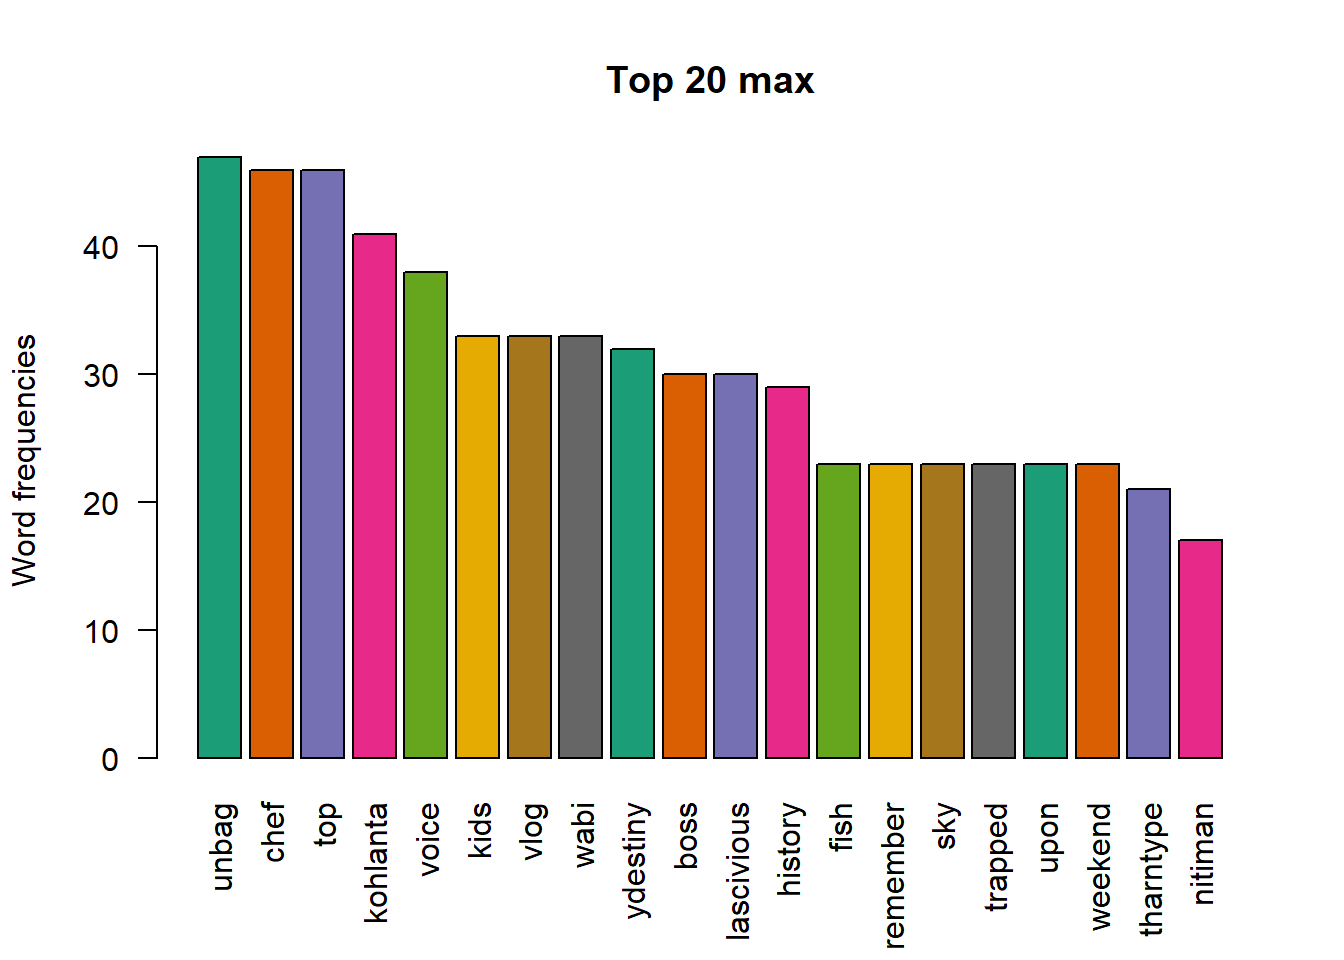 Top 20 max
Word frequencies
40
30
20
10
0
unbag
chef
top
kohlanta
voice
kids
vlog
wabi
ydestiny
boss
lascivious
history
fish
remember
sky
trapped
upon
weekend
tharntype
nitiman